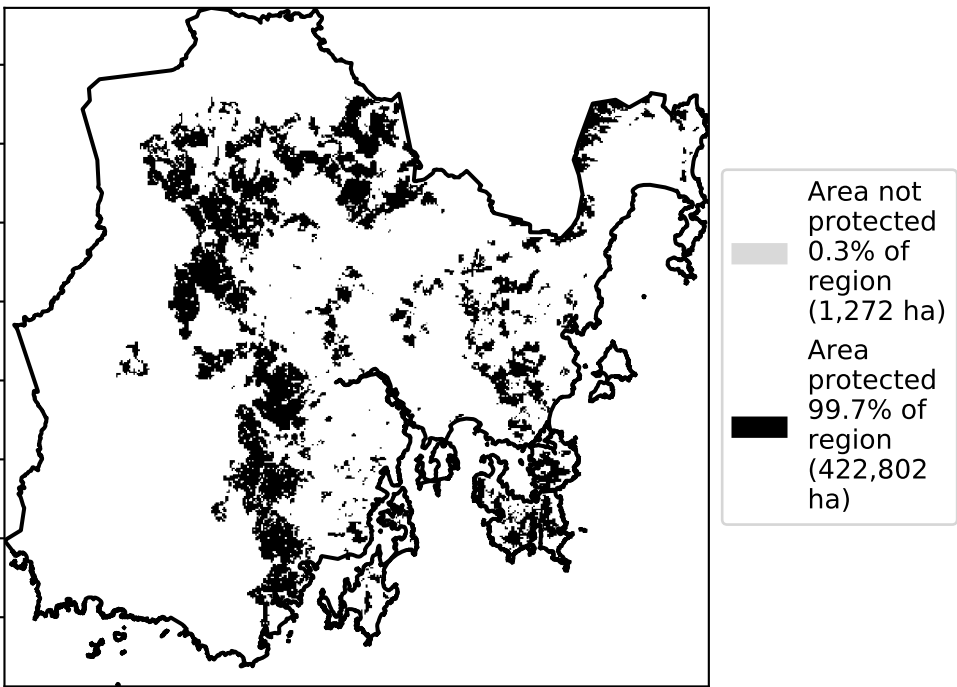 Area not
protected
0.3% of
region
(1,272 ha)
Area
protected
99.7% of
region
(422,802
ha)